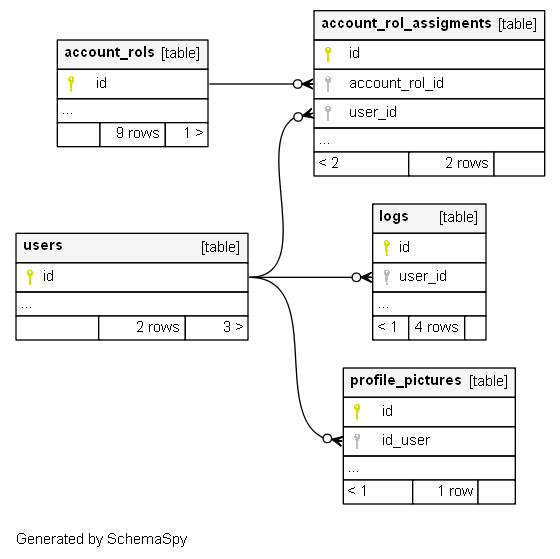 account_rols [table]
id
...
9 rows 1 >
account_rol_assigments [table]
id
account_rol_id
user_id
...
< 2 2 rows
users [table]
id
...
2 rows 3 >
logs [table]
id
user_id
...
< 1 4 rows
profile_pictures [table]
id
id_user
...
< 1 1 row
Generated by SchemaSpy